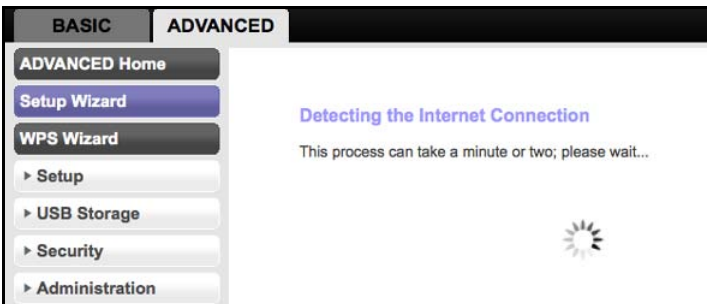 BASIC
ADVANCED
ADVANCED Home
Setup Wizard
WPS Wizard
Setup
USB Storage
Security
Administration
Detecting the Internet Connection
This process can take a minute or two; please wait...